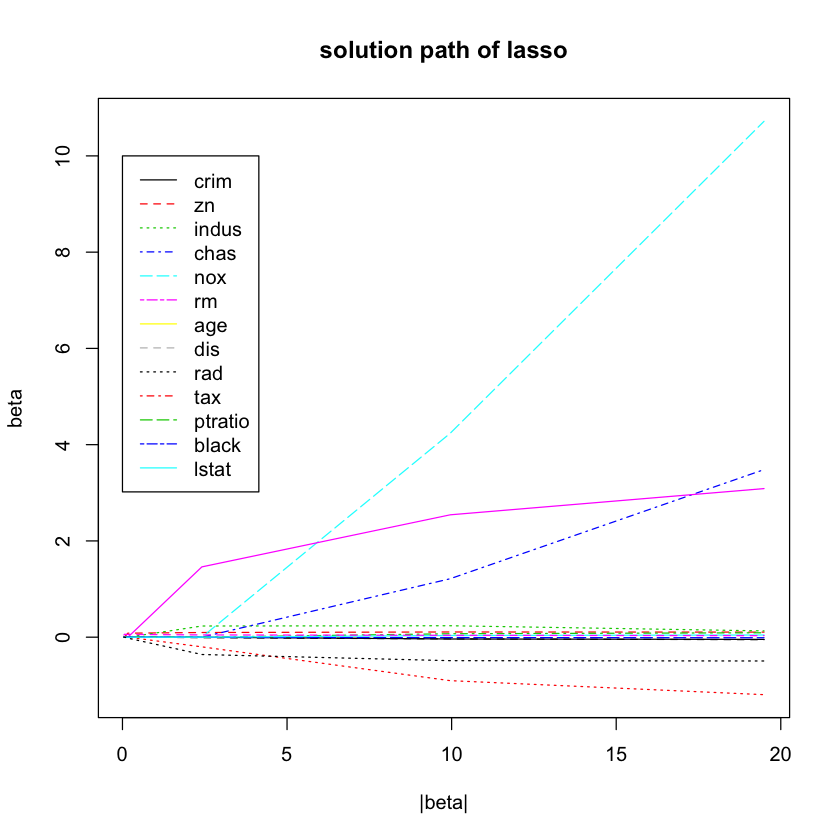 solution path of lasso
10
8
6
4
2
0
beta
crim
zn
indus
chas
nox
rm
age
dis
rad
tax
ptratio
black
lstat
0 5 10 15 20
|beta|